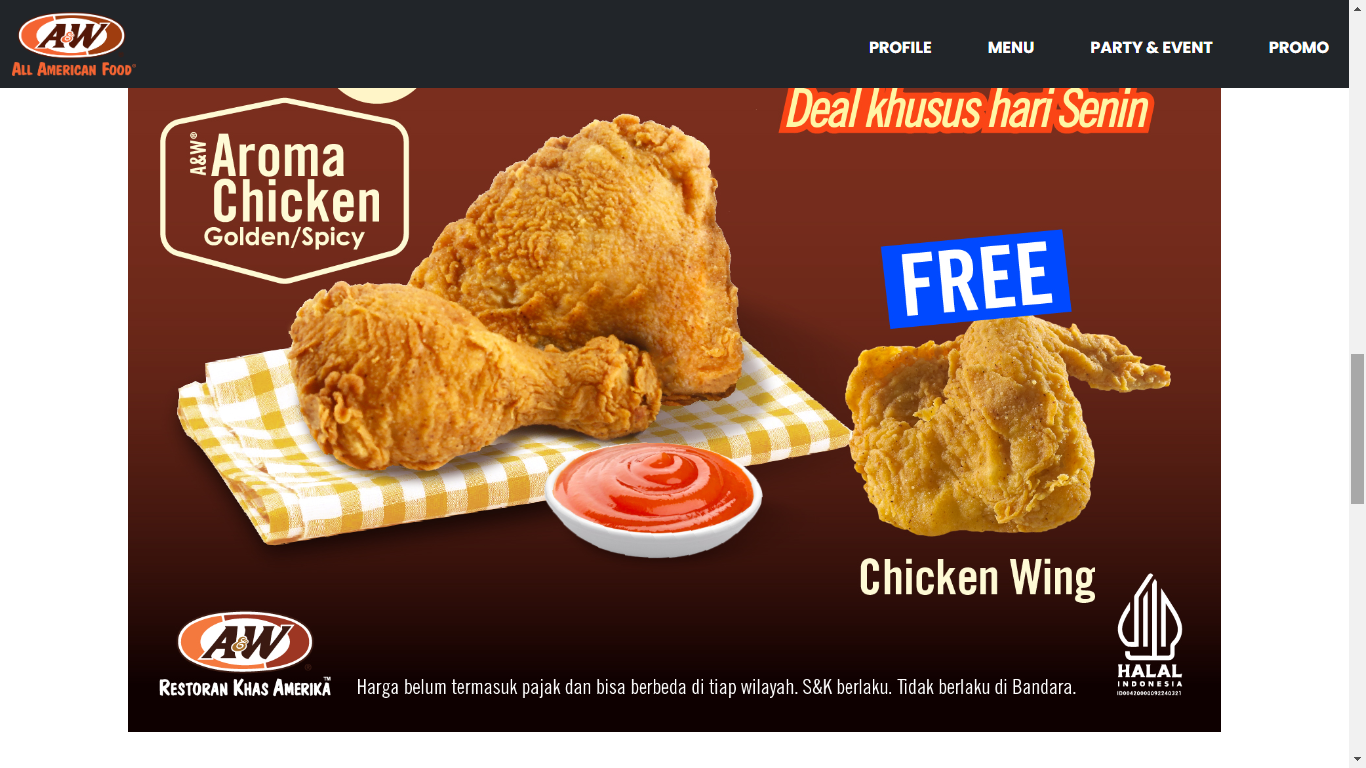 A&W
ALL AMERICAN FOOD
PROFILE MENU PARTY & EVENT PROMO
Deal khusus hari Senin
A&W® Aroma
Chicken
Golden/Spicy
FREE
Chicken Wing
A&W
RESTORAN KHAS AMERIKA™
Harga belum termasuk pajak dan bisa berbeda di tiap wilayah. S&K berlaku. Tidak berlaku di Bandara.
HALAL
INDONESIA